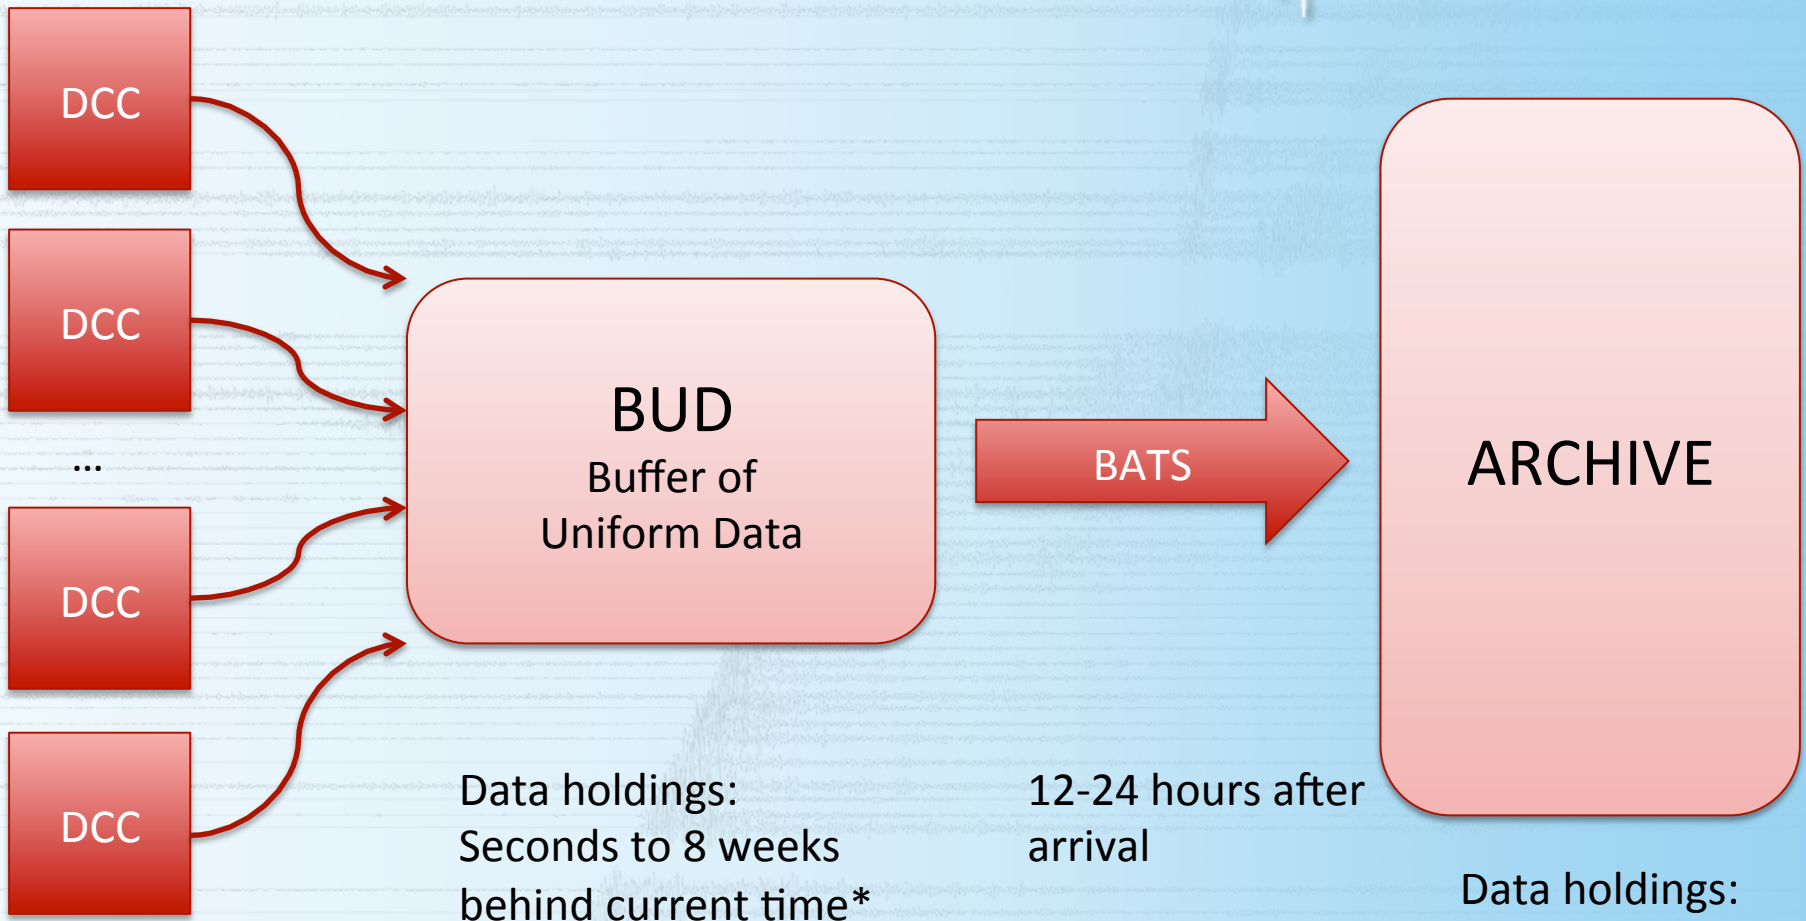 DCC
DCC
...
DCC
DCC
BUD
Buffer of
Uniform Data
BATS
ARCHIVE
Data holdings:
Seconds to 8 weeks
behind current time*
12-24 hours after
arrival
Data holdings: